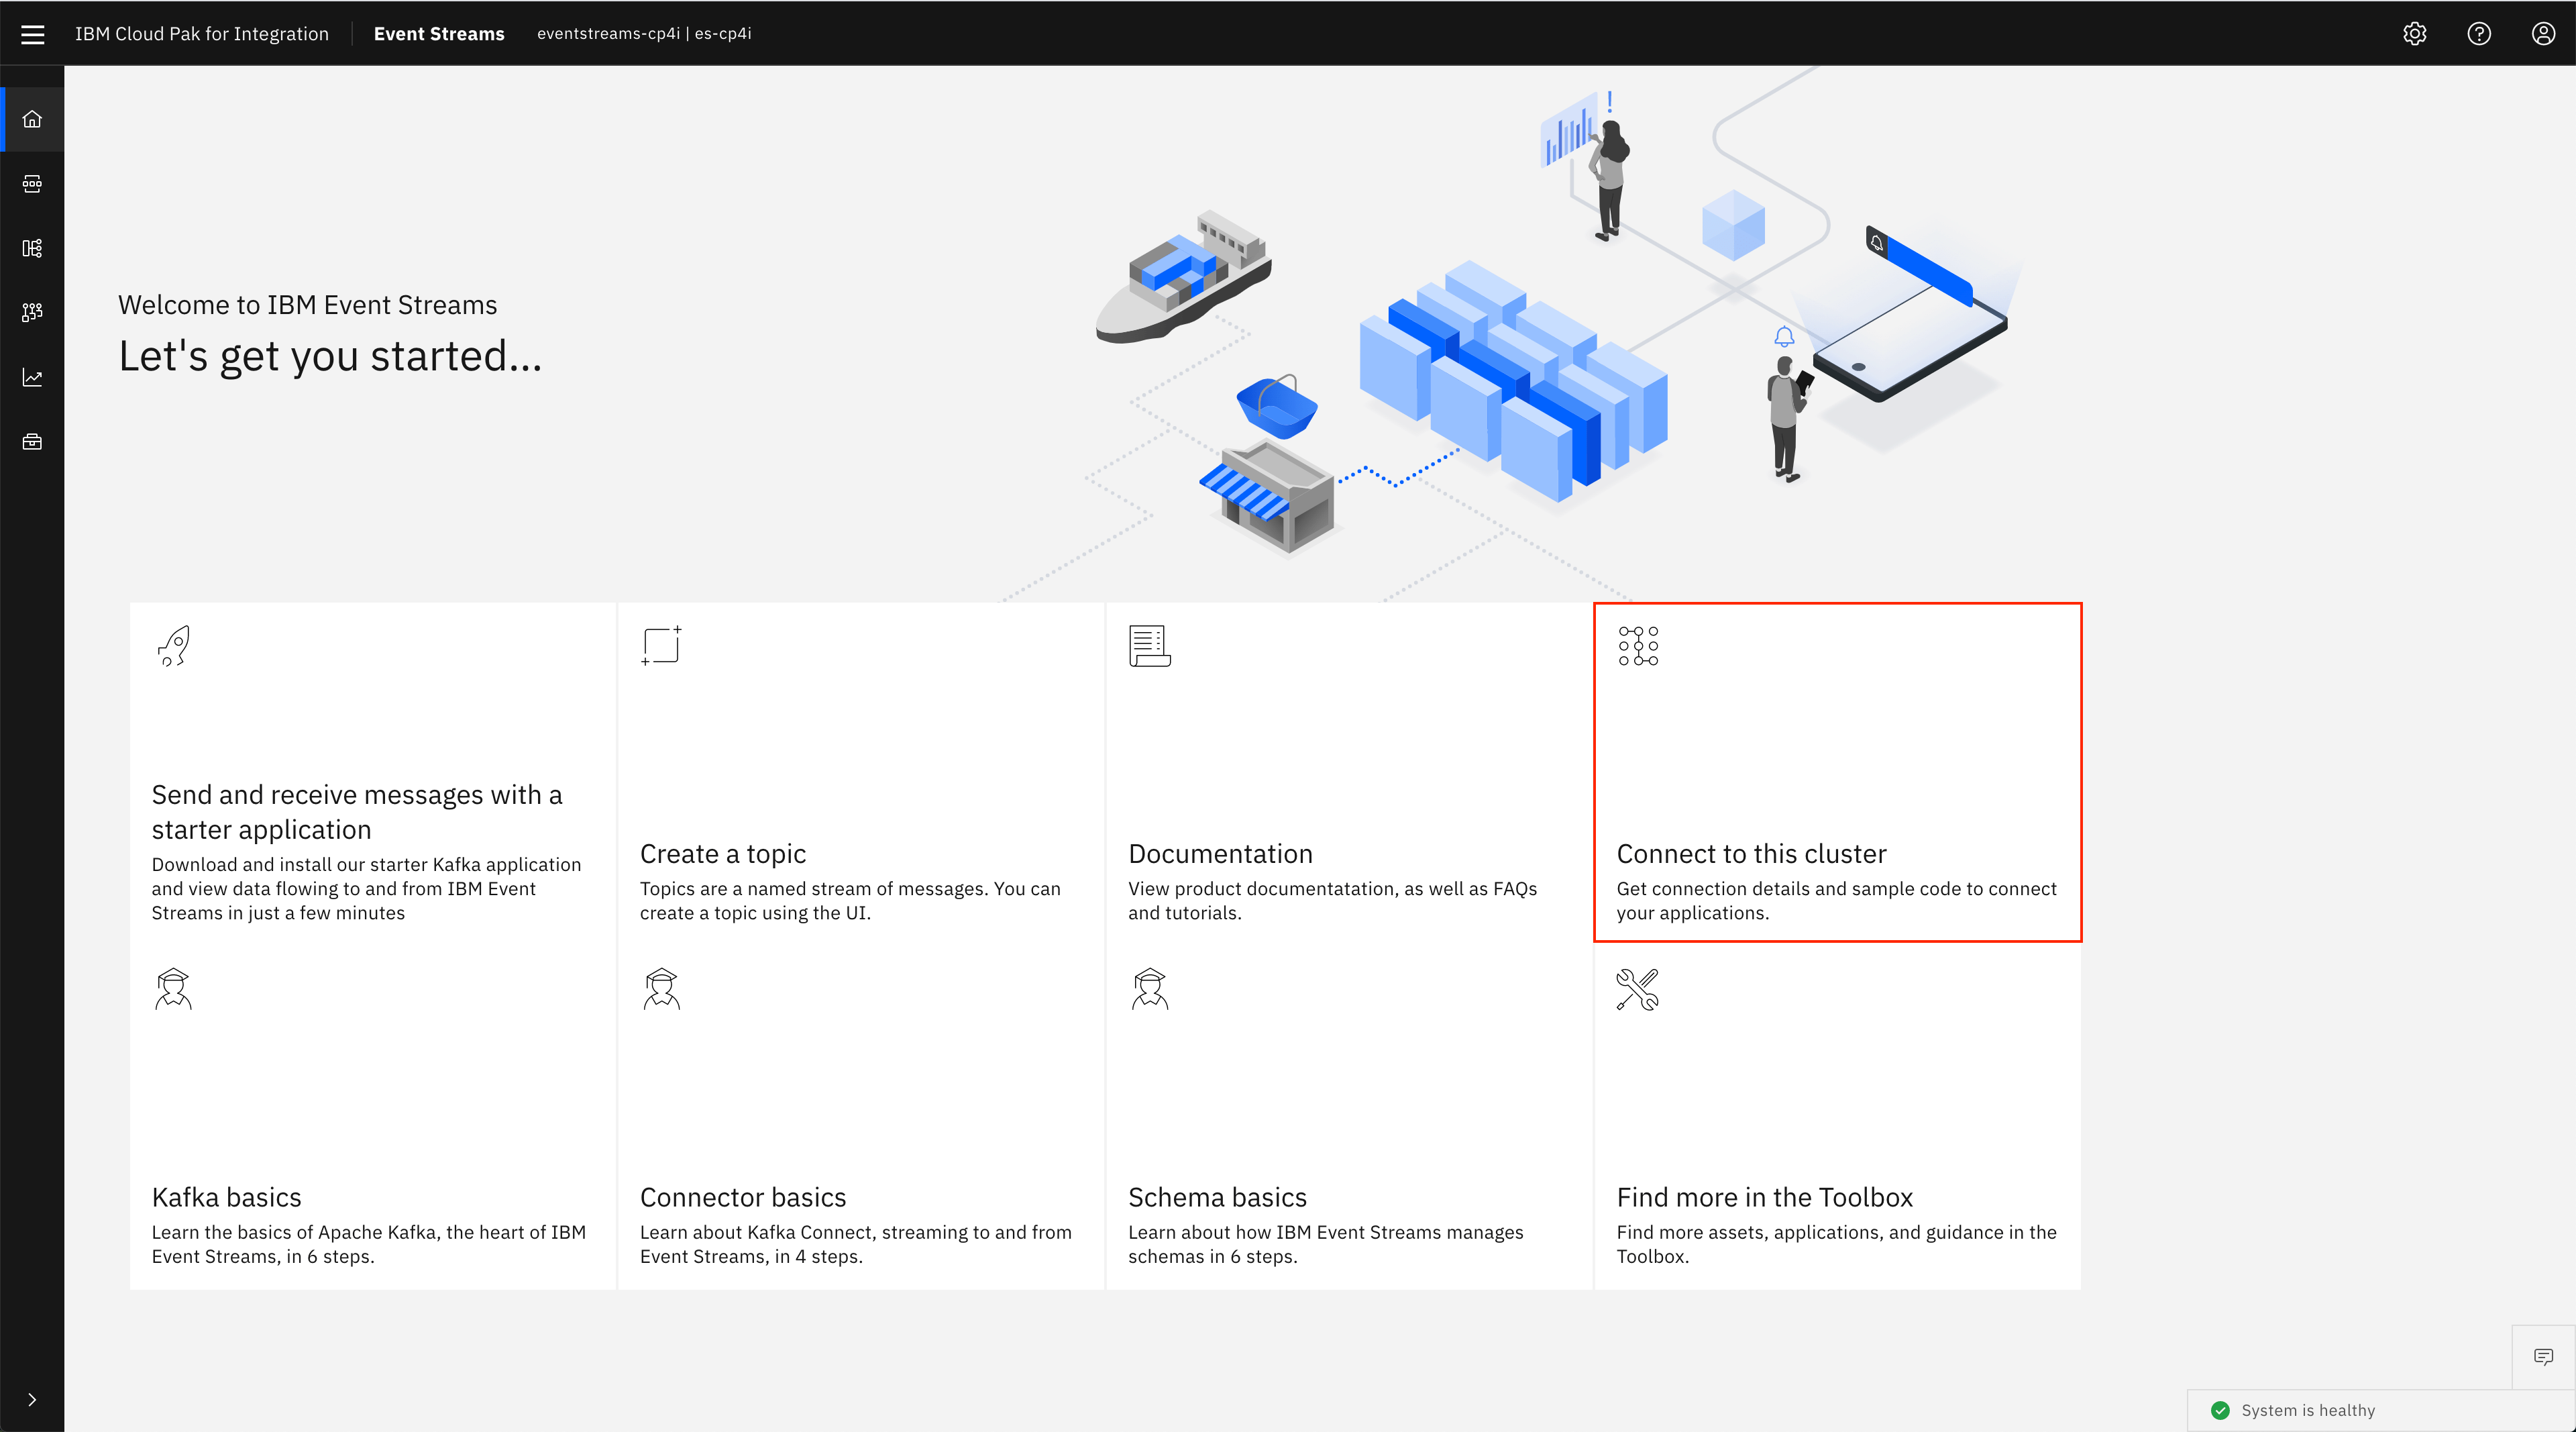 IBM Cloud Pak for Integration | Event Streams eventstreams-cp4i | es-cp4i
Welcome to IBM Event Streams
Let's get you started...
Send and receive messages with a
starter application
Download and install our starter Kafka application
and view data flowing to and from IBM Event
Streams in just a few minutes
Create a topic
Topics are a named stream of messages. You can
create a topic using the UI.
Documentation
View product documentatation, as well as FAQs
and tutorials.
Connect to this cluster
Get connection details and sample code to connect
your applications.
Kafka basics
Learn the basics of Apache Kafka, the heart of IBM
Event Streams, in 6 steps.
Connector basics
Learn about Kafka Connect, streaming to and from
Event Streams, in 4 steps.
Schema basics
Learn about how IBM Event Streams manages
schemas in 6 steps.
Find more in the Toolbox
Find more assets, applications, and guidance in the
Toolbox.
System is healthy